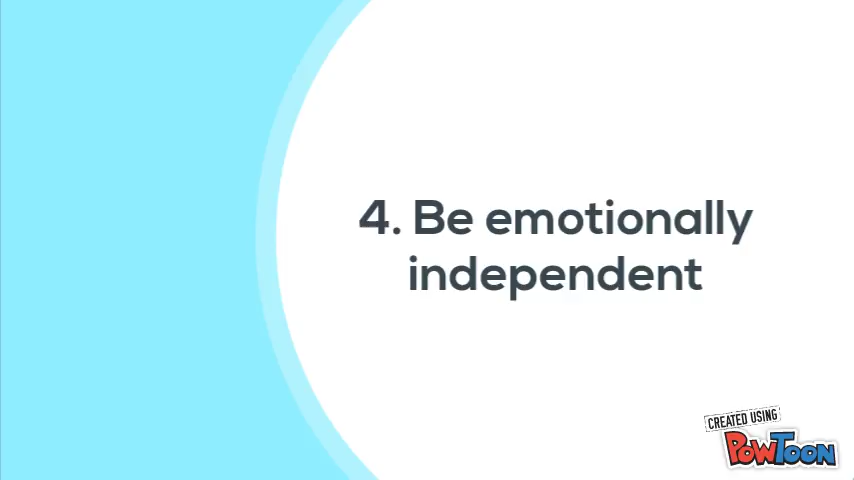 4. Be emotionally
independent
CREATED USING
POWTOON